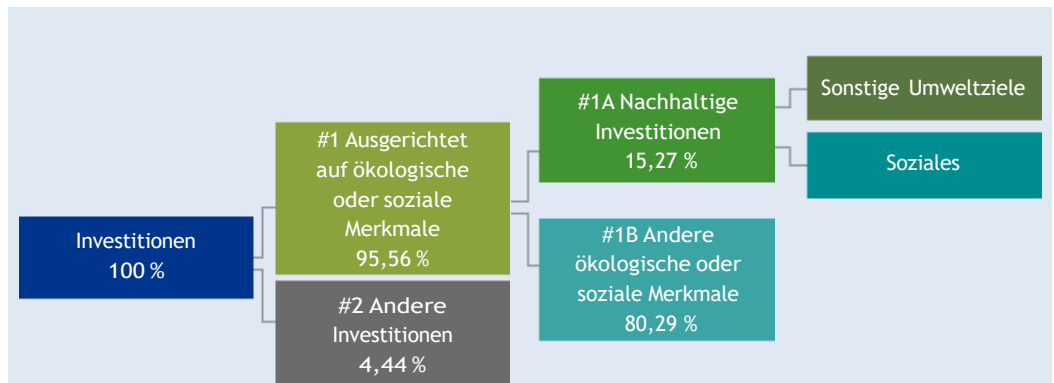 Investitionen
100 %
#1 Ausgerichtet
auf ökologische
oder soziale
Merkmale
95,56 %
#2 Andere
Investitionen
4,44 %
#1A Nachhaltige
Investitionen
15,27 %
#1B Andere
ökologische oder
soziale Merkmale
80,29 %
Sonstige Umweltziele
Soziales